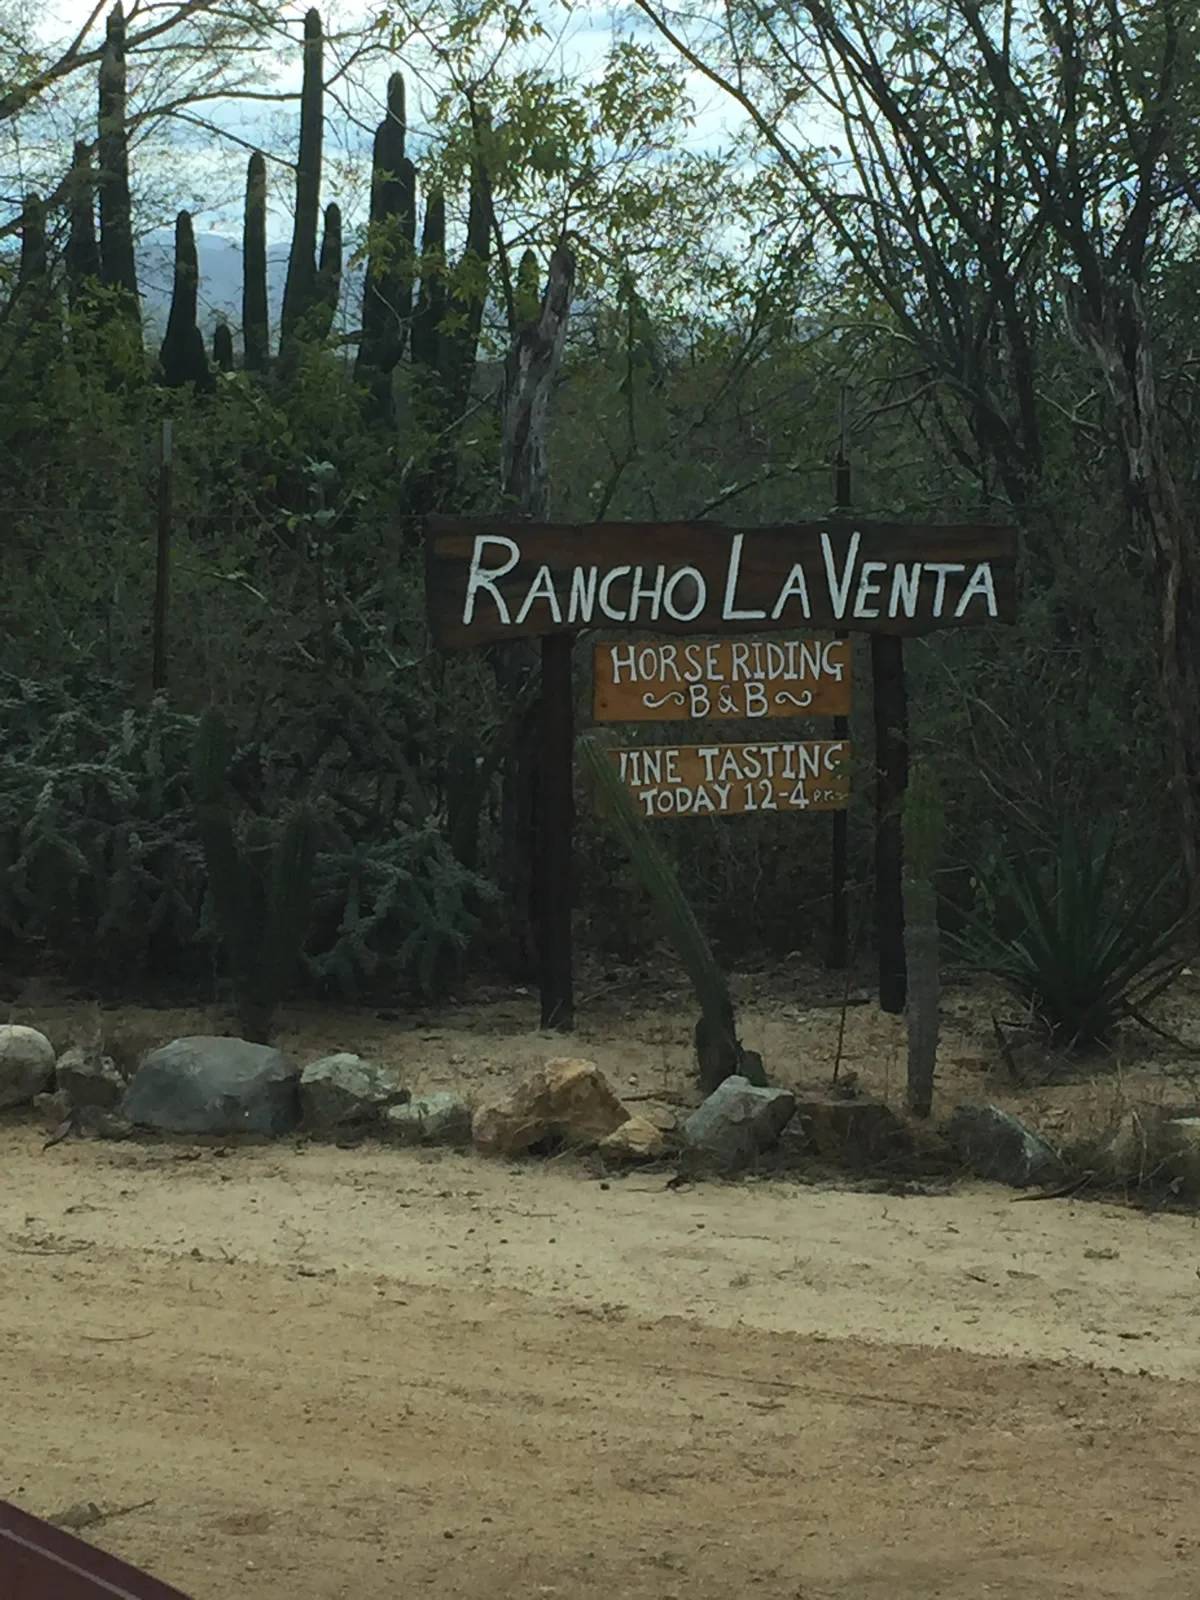 RANCHO LA VENTA
HORSE RIDING
B & B
WINE TASTING
TODAY 12-4 P.M.